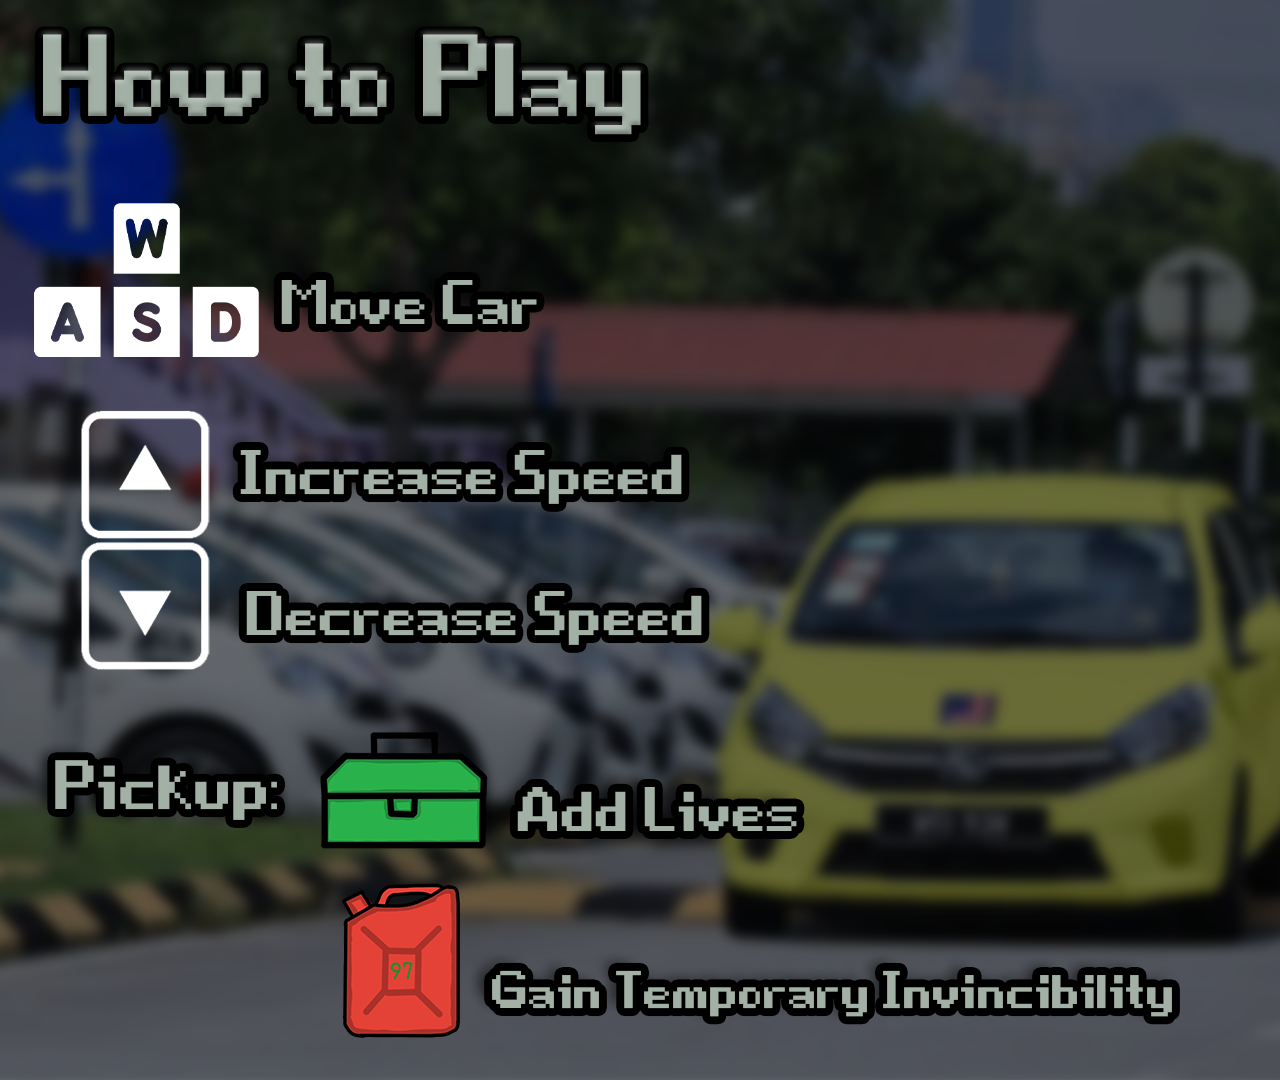 How to Play
W
A S D Move Car
Increase Speed
Decrease Speed
Pickup: Add Lives
97
Gain Temporary Invincibility